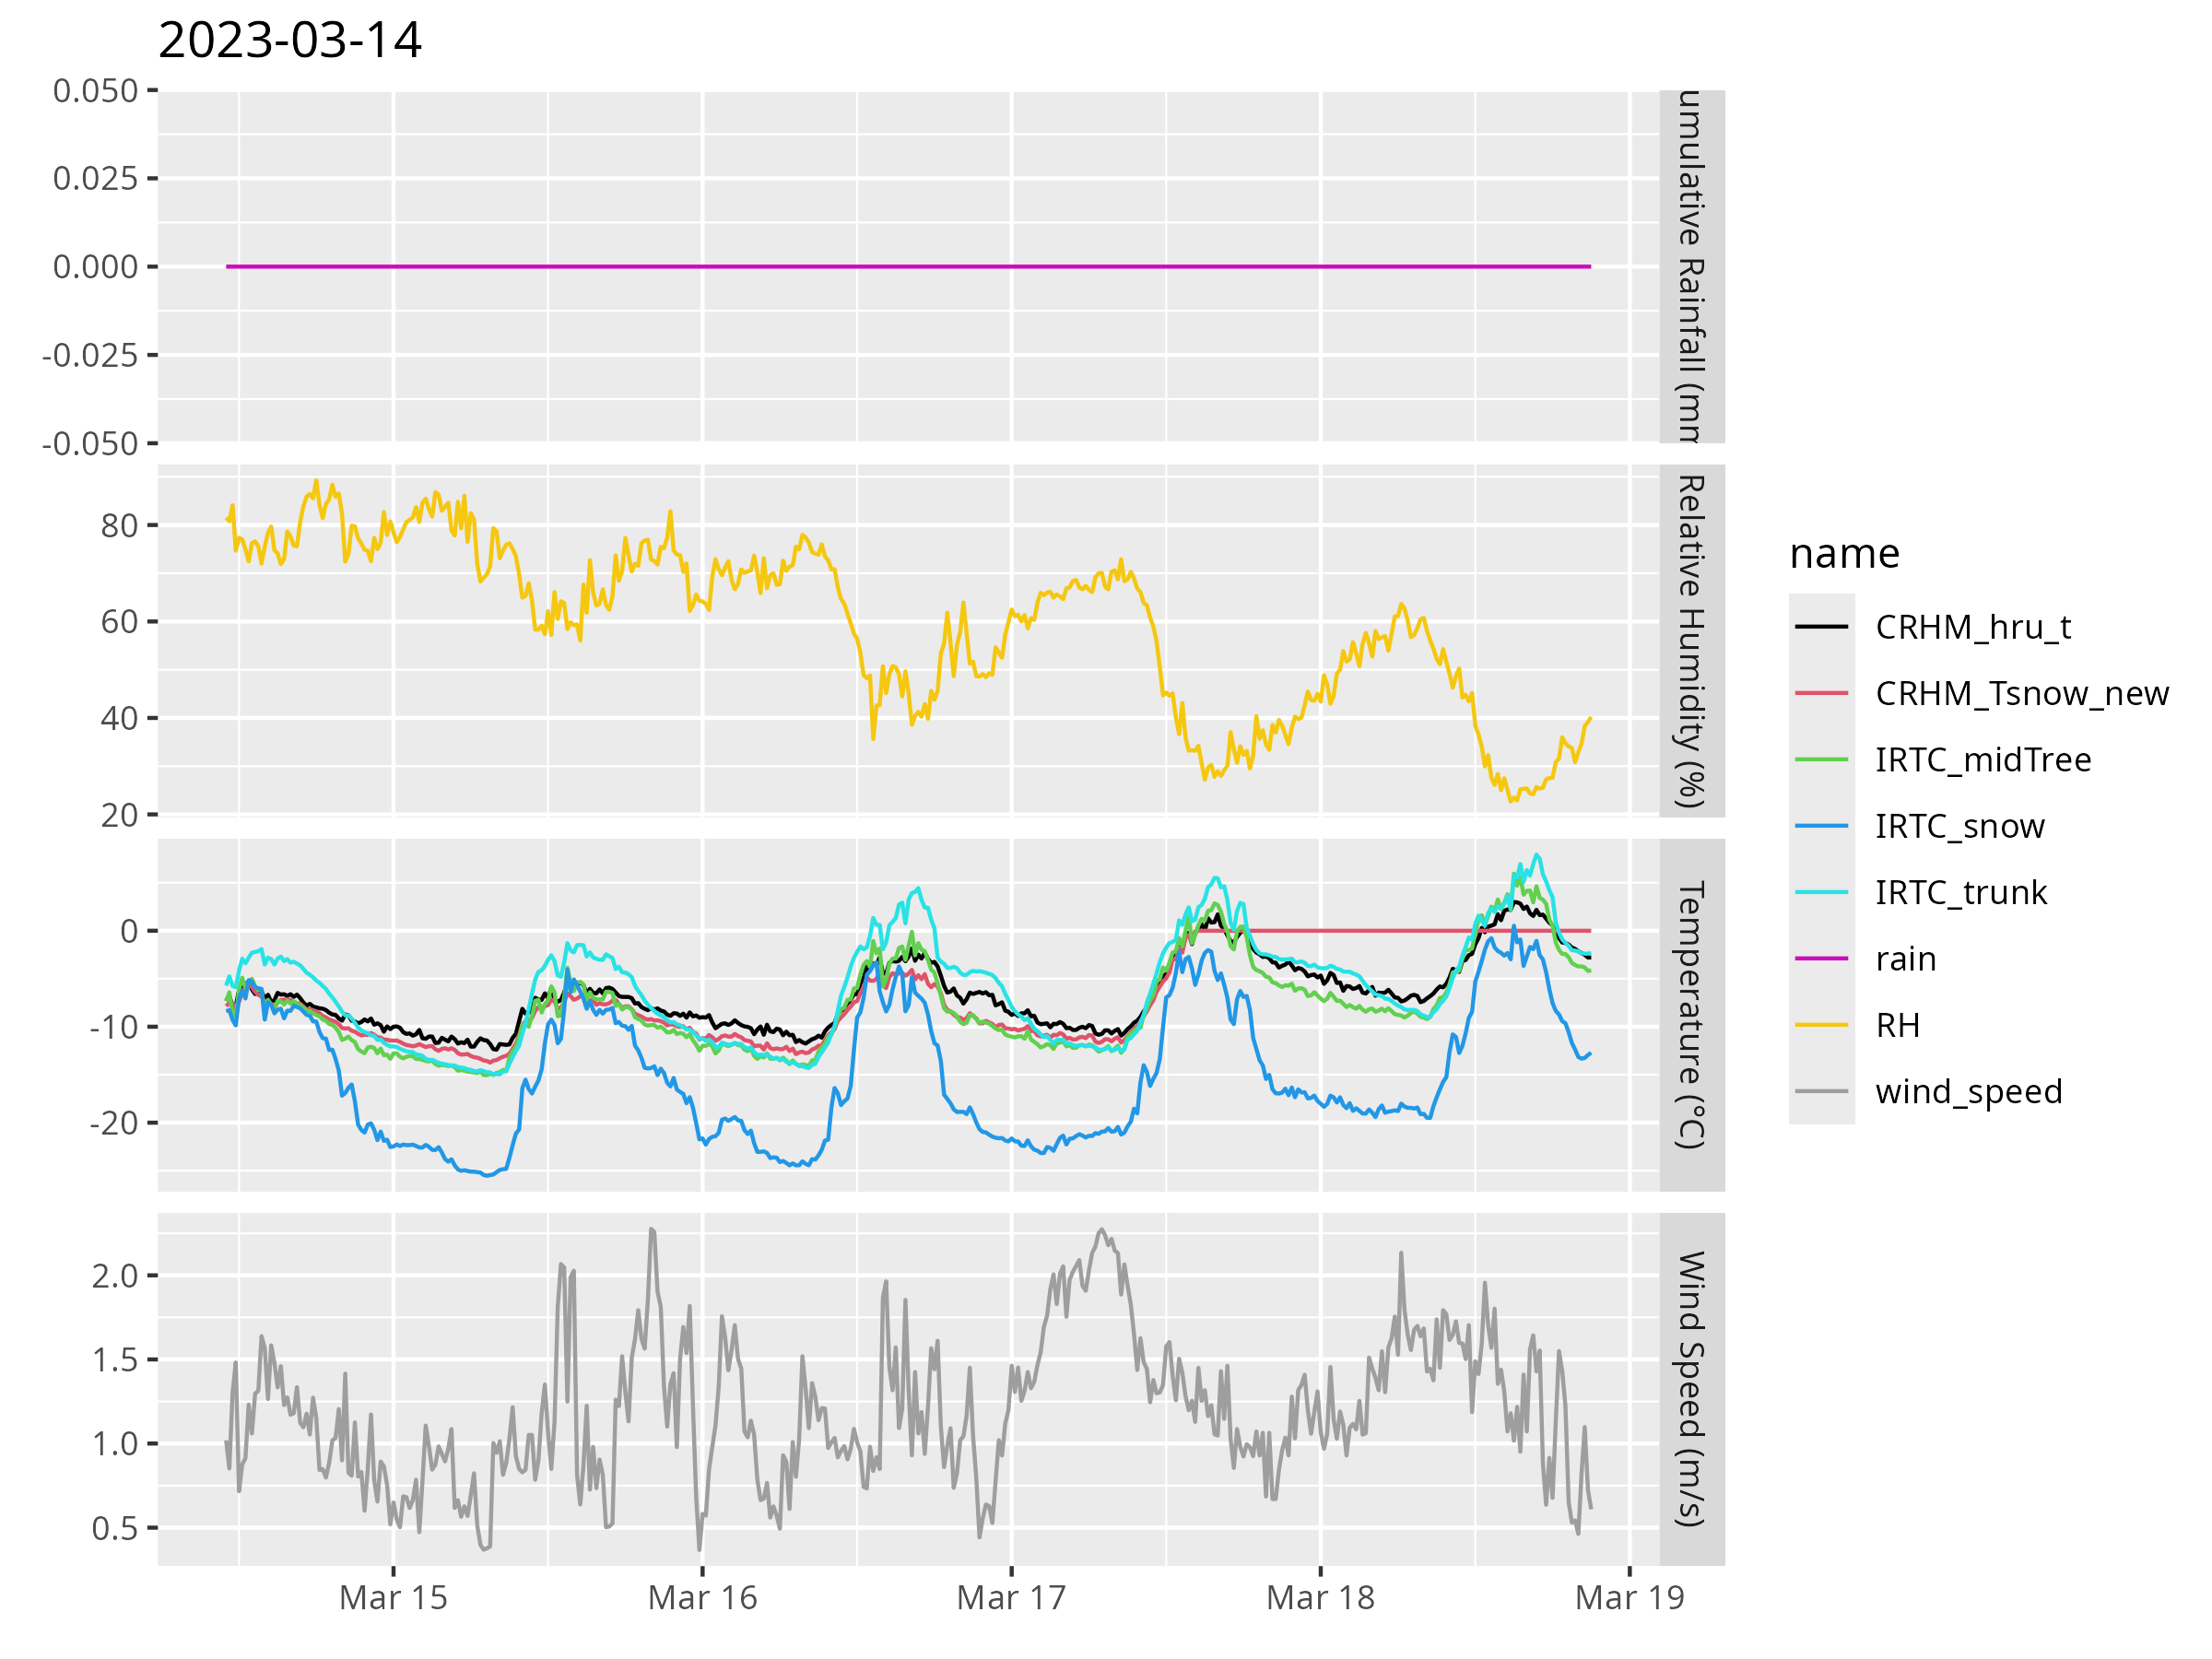 2023-03-14
0.050
0.025
0.000
-0.025
-0.050
umulative Rainfall (mm
80
60
40
20
Relative Humidity (%)
0
-10
-20
Temperature (°C)
2.0
1.5
1.0
0.5
Wind Speed (m/s)
Mar 15
Mar 16
Mar 17
Mar 18
Mar 19
name
CRHM_hru_t
CRHM_Tsnow_new
IRTC_midTree
IRTC_snow
IRTC_trunk
rain
RH
wind_speed